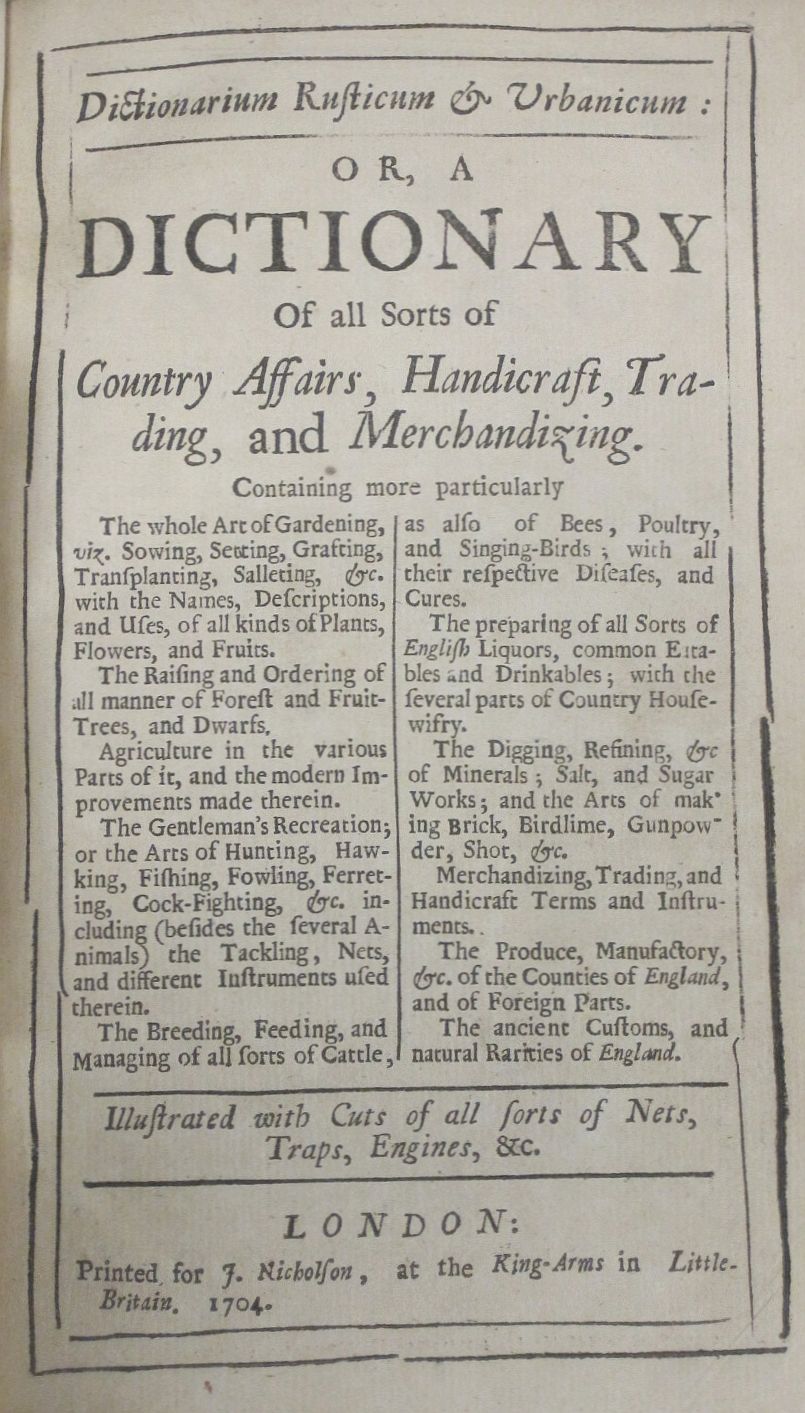 Dictionarium Ruſticum & Urbanicum :
OR, A
DICTIONARY
Of all Sorts of
Country Affairs, Handicraft, Tra-
ding, and Merchandizing.
Containing more particularly
The whole Art of Gardening,
viz. Sowing, Setting, Grafting,
Tranſplanting, Salleting, &c.
with the Names, Deſcriptions,
and Uſes, of all kinds of Plants,
Flowers, and Fruits.
The Raiſing and Ordering of
all manner of Foreſt and Fruit-
Trees, and Dwarfs.
Agriculture in the various
Parts of it, and the modern Im-
provements made therein.
The Gentleman's Recreation;
or the Arts of Hunting, Haw-
king, Fiſhing, Fowling, Ferret-
ing, Cock-Fighting, &c. in-
cluding (beſides the ſeveral A-
nimals) the Tackling, Nets,
and different Inſtruments uſed
therein.
The Breeding, Feeding, and
Managing of all ſorts of Cattle,
as alſo of Bees, Poultry,
and Singing-Birds ; with all
their reſpective Diſeaſes, and
Cures.
The preparing of all Sorts of
Engliſh Liquors, common Eata-
bles and Drinkables; with the
ſeveral parts of Country Houſe-
wifry.
The Digging, Refining, &c
of Minerals ; Salt, and Sugar
Works; and the Arts of mak-
ing Brick, Birdlime, Gunpow-
der, Shot, &c.
Merchandizing, Trading, and
Handicraft Terms and Inſtru-
ments.
The Produce, Manufactory,
&c. of the Counties of England,
and of Foreign Parts.
The ancient Cuſtoms, and
natural Rarities of England.
Illuſtrated with Cuts of all ſorts of Nets,
Traps, Engines, &c.
LONDON:
Printed for J. Nicholſon, at the King-Arms in Little-
Britain. 1704.